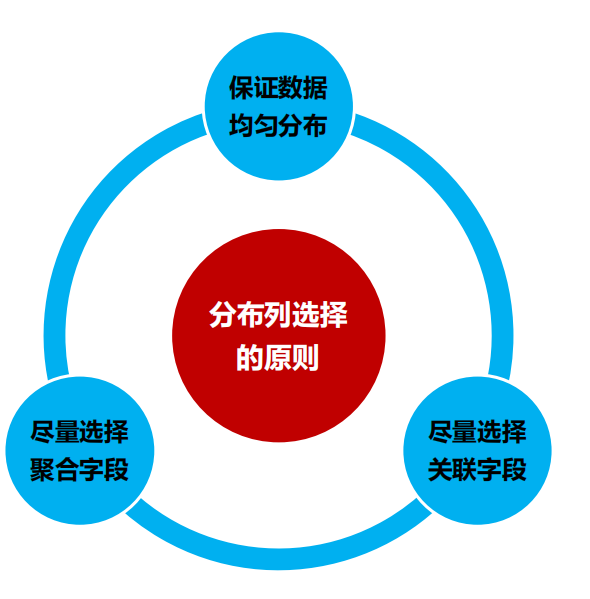 保证数据
均匀分布
分布列选择
的原则
尽量选择
聚合字段
尽量选择
关联字段